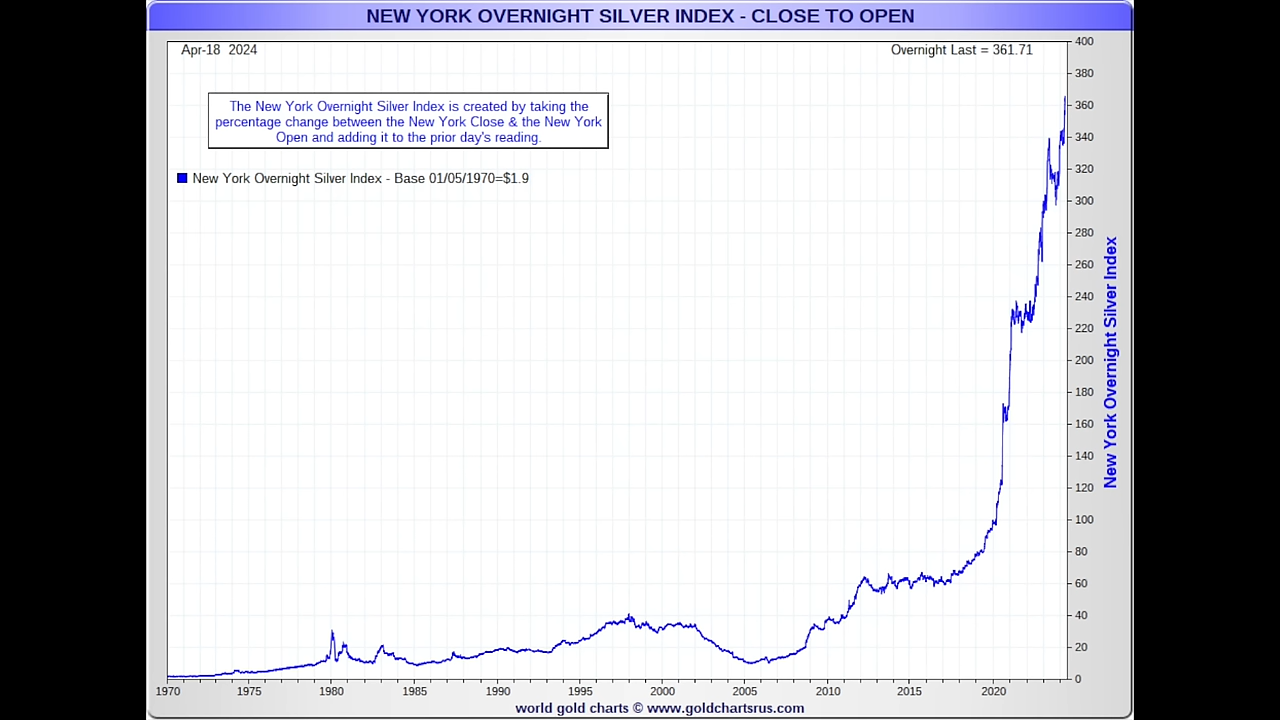 NEW YORK OVERNIGHT SILVER INDEX - CLOSE TO OPEN
Apr-18 2024
Overnight Last = 361.71
The New York Overnight Silver Index is created by taking the
percentage change between the New York Close & the New York
Open and adding it to the prior day's reading.
New York Overnight Silver Index - Base 01/05/1970=$1.9
400
380
360
340
320
300
280
260
240
220
200
180
160
140
120
100
80
60
40
20
0
New York Overnight Silver Index
1970 1975 1980 1985 1990 1995 2000 2005 2010 2015 2020
world gold charts © www.goldchartsrus.com